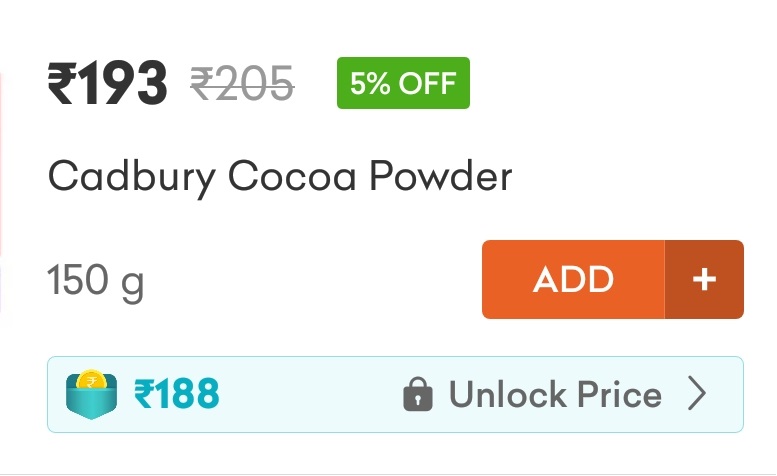 ₹193 ₹205 5% OFF
Cadbury Cocoa Powder
150 g ADD +
₹188 Unlock Price